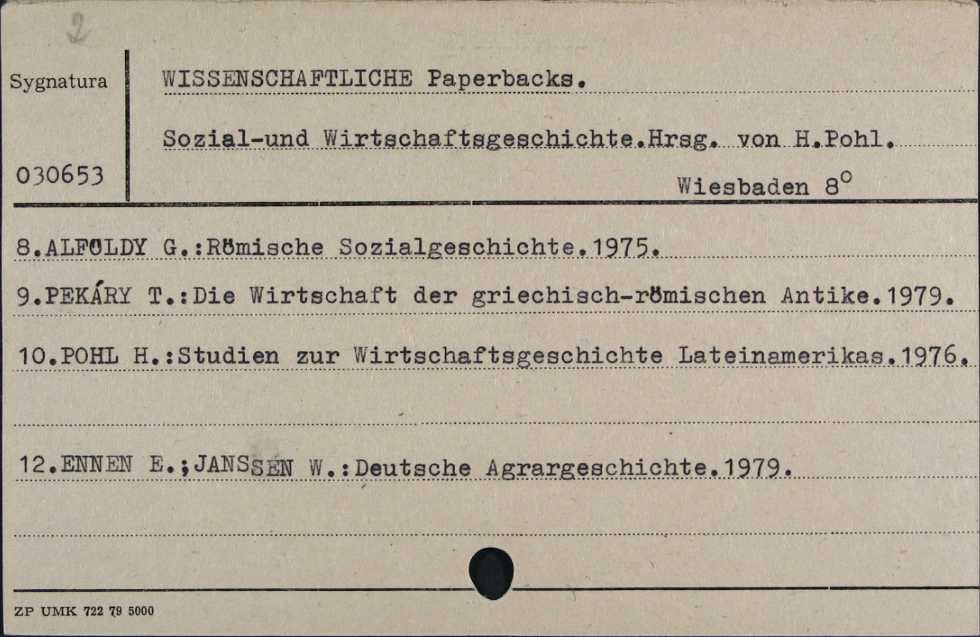 2
Sygnatura
WISSENSCHAFTLICHE Paperbacks.
Sozial-und Wirtschaftsgeschichte.Hrsg. von H.Pohl.
030653
Wiesbaden 8°
8.ALFÖLDY G.:Römische Sozialgeschichte.1975.
9.PEKÁRY T.:Die Wirtschaft der griechisch-römischen Antike.1979.
10.POHL H.:Studien zur Wirtschaftsgeschichte Lateinamerikas.1976.
12.ENNEN E.;JANSSEN W.:Deutsche Agrargeschichte.1979.
ZP UMK 722 79 5000